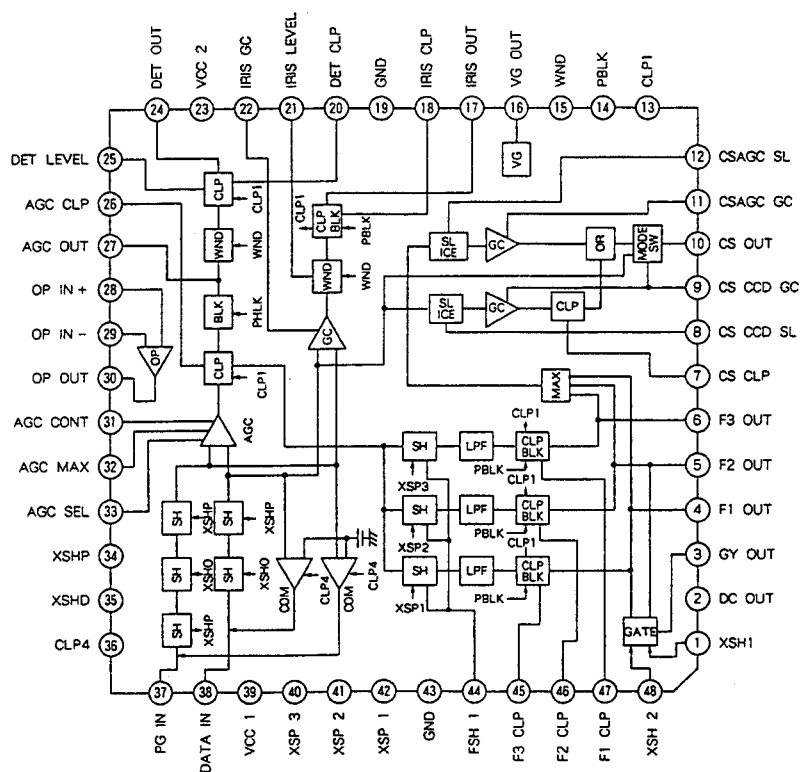 DET OUT
VCC 2
IRIS GC
IRIS LEVEL
DET CLP
GND
IRIS CLP
IRIS OUT
VG OUT
WND
PBLK
CLP1
24
23
22
21
20
19
18
17
16
15
14
13
DET LEVEL
25
AGC CLP
26
AGC OUT
27
OP IN +
28
OP IN -
29
OP OUT
30
AGC CONT
31
AGC MAX
32
AGC SEL
33
XSHP
34
XSHD
35
CLP4
36
12
CSAGC SL
11
CSAGC GC
10
CS OUT
9
CS CCD GC
8
CS CCD SL
7
CS CLP
6
F3 OUT
5
F2 OUT
4
F1 OUT
3
GY OUT
2
DC OUT
1
XSH1
VG
CLP
CLP1
WND
WND
BLK
PHLK
CLP
CLP1
OP
AGC
CLP1
CLP
BLK
PBLK
WND
WND
GC
SL
ICE
GC
OR
MODE
SW
SL
ICE
GC
CLP
MAX
SH
XSHP
SH
XSHP
SH
XSHO
SH
XSHO
SH
XSHP
COM
CLP4
COM
CLP4
SH
XSP3
LPF
CLP1
CLP
BLK
PBLK
SH
XSP2
LPF
CLP1
CLP
BLK
PBLK
SH
XSP1
LPF
CLP1
CLP
BLK
PBLK
GATE
37
38
39
40
41
42
43
44
45
46
47
48
PG IN
DATA IN
VCC 1
XSP 3
XSP 2
XSP 1
GND
FSH 1
F3 CLP
F2 CLP
F1 CLP
XSH 2